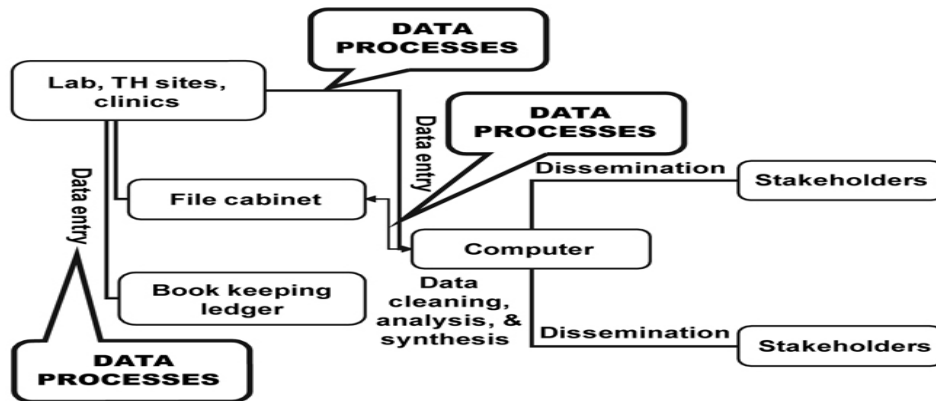 DATA
PROCESSES
Lab, TH sites,
clinics
DATA
PROCESSES
Data entry
Dissemination
Stakeholders
Data entry
File cabinet
Computer
Book keeping
ledger
Data
cleaning,
analysis, &
synthesis
Dissemination
Stakeholders
DATA
PROCESSES